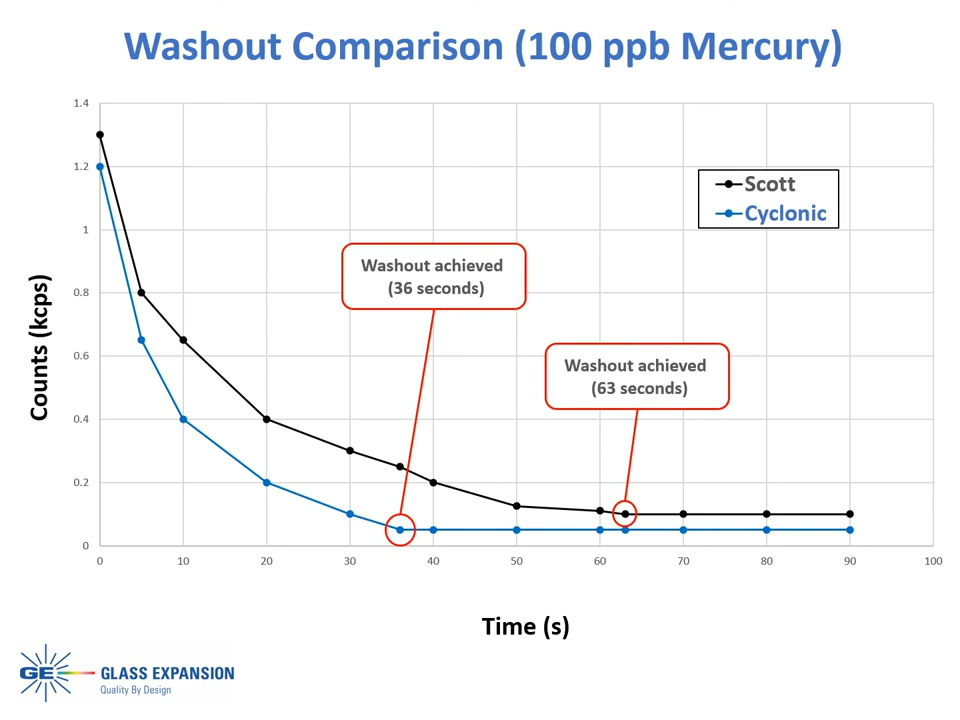 Washout Comparison (100 ppb Mercury)
1.4
1.2
1
0.8
0.6
0.4
0.2
0
Counts (kcps)
Scott
Cyclonic
Washout achieved
(36 seconds)
Washout achieved
(63 seconds)
0 10 20 30 40 50 60 70 80 90 100
Time (s)
GE GLASS EXPANSION
Quality By Design